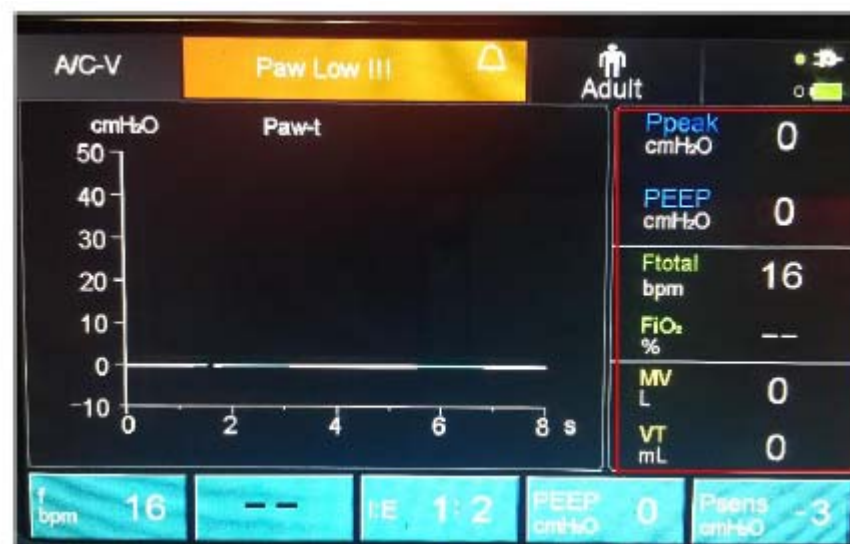 A/C-V
Paw Low !!!
Adult
cmH₂O
Paw-t
50
40
30
20
10
0
-10
0 2 4 6 8 s
Ppeak
cmH₂O 0
PEEP
cmH₂O 0
Ftotal
bpm 16
FiO₂
% --
MV
L 0
VT
mL 0
f
bpm 16
--
I:E 1:2
PEEP
cmH₂O 0
Psens
cmH₂O -3